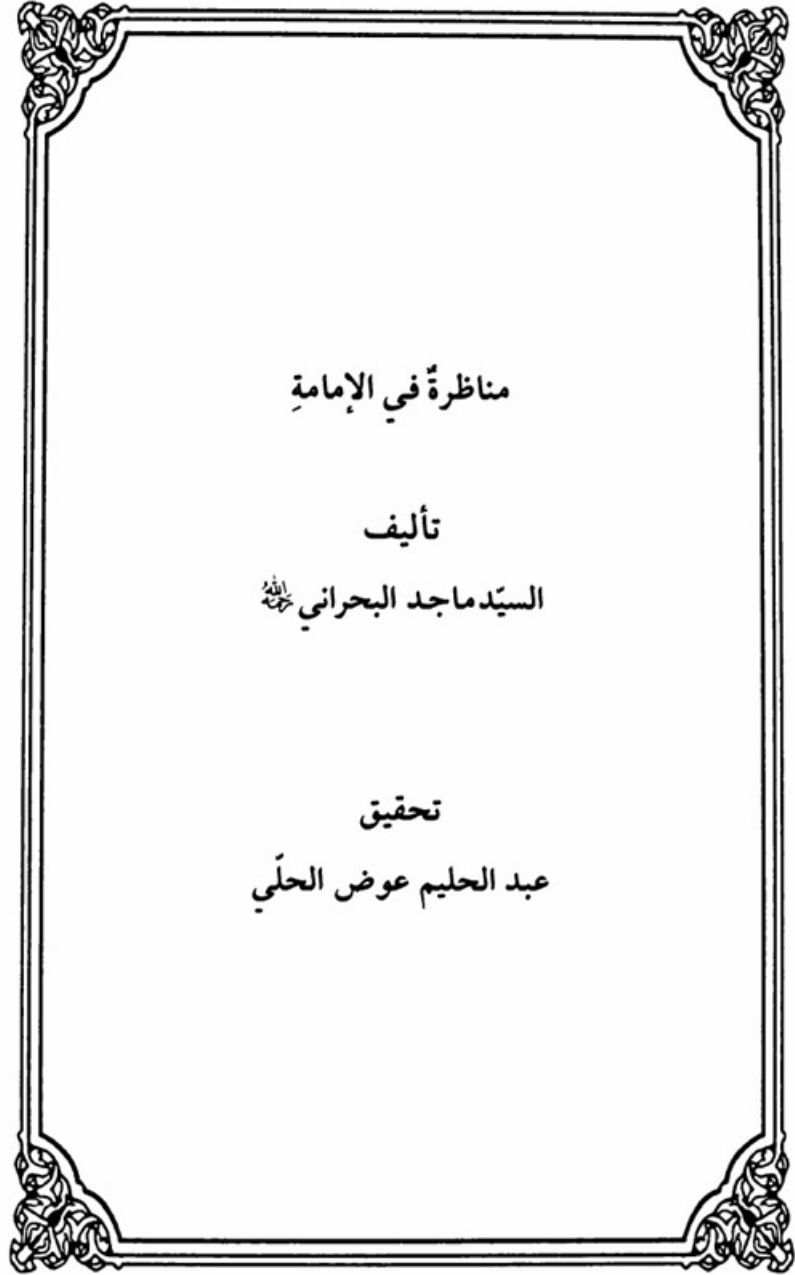 مناظرةٌ في الإمامةِ
تأليف
السيّد ماجد البحراني رحمه الله
تحقيق
عبد الحليم عوض الحلّي